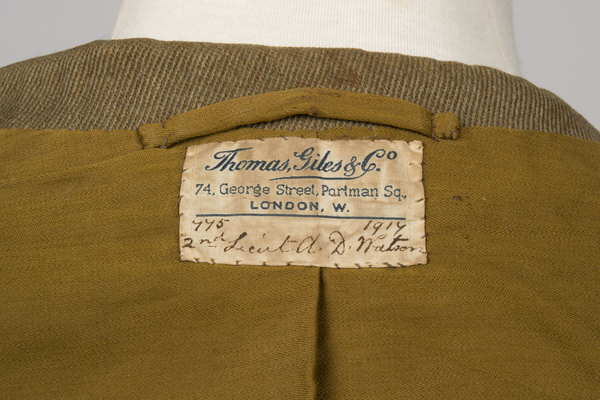 Thomas, Giles & Co.
74, George Street, Portman Sq.,
LONDON, W.
775 1917
2nd Lieut A. D. Watson